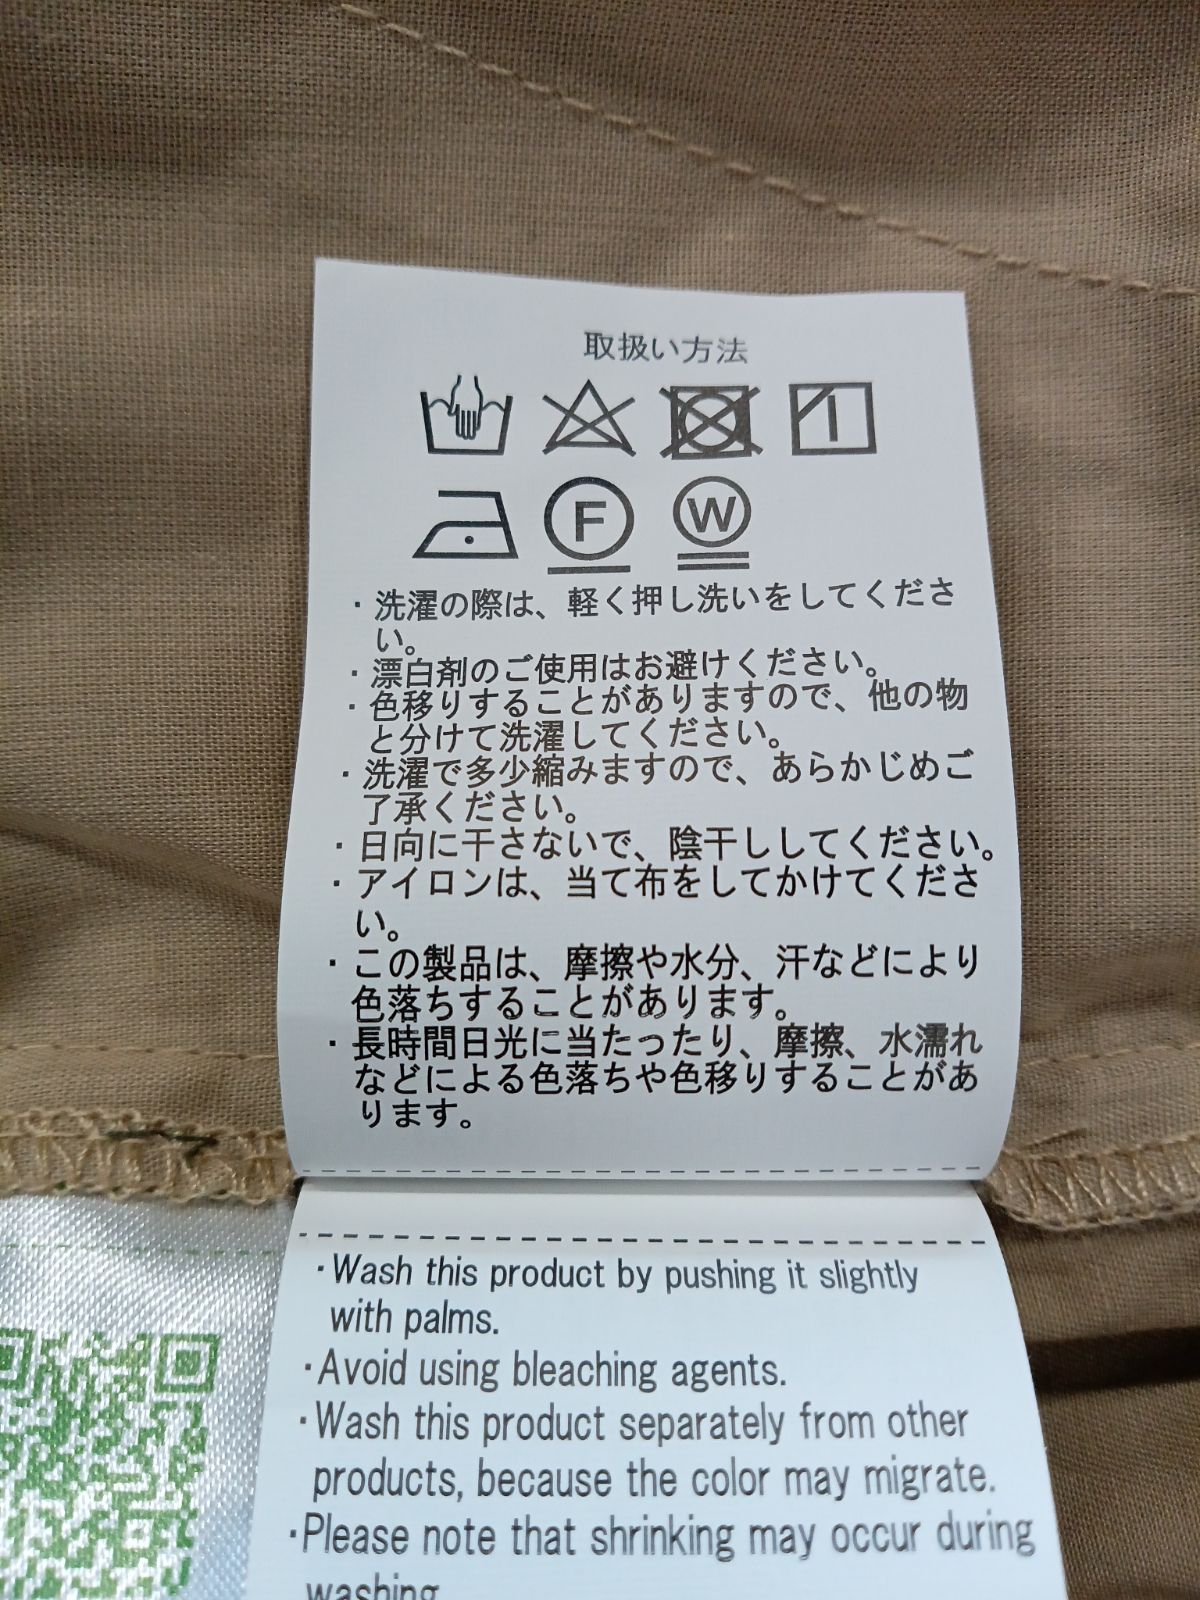 取扱い方法
F W
・洗濯の際は、軽く押し洗いをしてくださ
い。
・漂白剤のご使用はお避けください。
・色移りすることがありますので、他の物
と分けて洗濯してください。
・洗濯で多少縮みますので、あらかじめご
了承ください。
・日向に干さないで、陰干ししてください。
・アイロンは、当て布をしてかけてくださ
い。
・この製品は、摩擦や水分、汗などにより
色落ちすることがあります。
・長時間日光に当たったり、摩擦、水濡れ
などによる色落ちや色移りすることがあ
ります。
・Wash this product by pushing it slightly
with palms.
・Avoid using bleaching agents.
・Wash this product separately from other
products, because the color may migrate.
・Please note that shrinking may occur during
washing